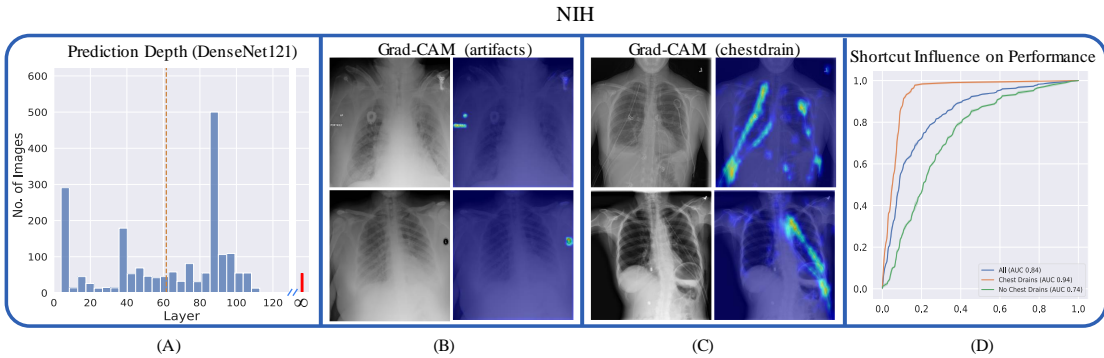 NIH
Prediction Depth (DenseNet121)
600
500
400
300
200
100
0
No. of Images
0 20 40 60 80 100 120 ∝
Layer
(A)
Grad-CAM (artifacts)
(B)
Grad-CAM (chestdrain)
(C)
Shortcut Influence on Performance
1.0
0.8
0.6
0.4
0.2
0.0
All (AUC 0.84)
Chest Drains (AUC 0.94)
No Chest Drains (AUC 0.74)
0.0 0.2 0.4 0.6 0.8 1.0
(D)